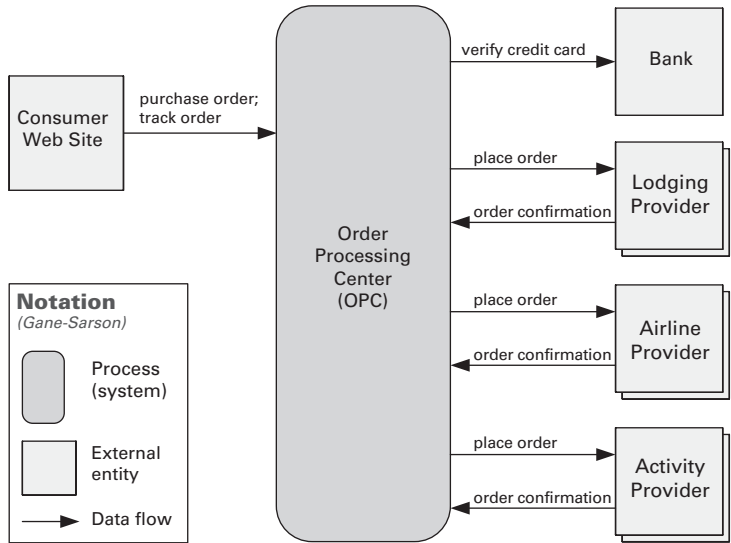 Consumer
Web Site
purchase order;
track order
Order
Processing
Center
(OPC)
verify credit card
Bank
place order
Lodging
Provider
order confirmation
place order
Airline
Provider
order confirmation
place order
Activity
Provider
order confirmation
Notation
(Gane-Sarson)
Process
(system)
External
entity
Data flow